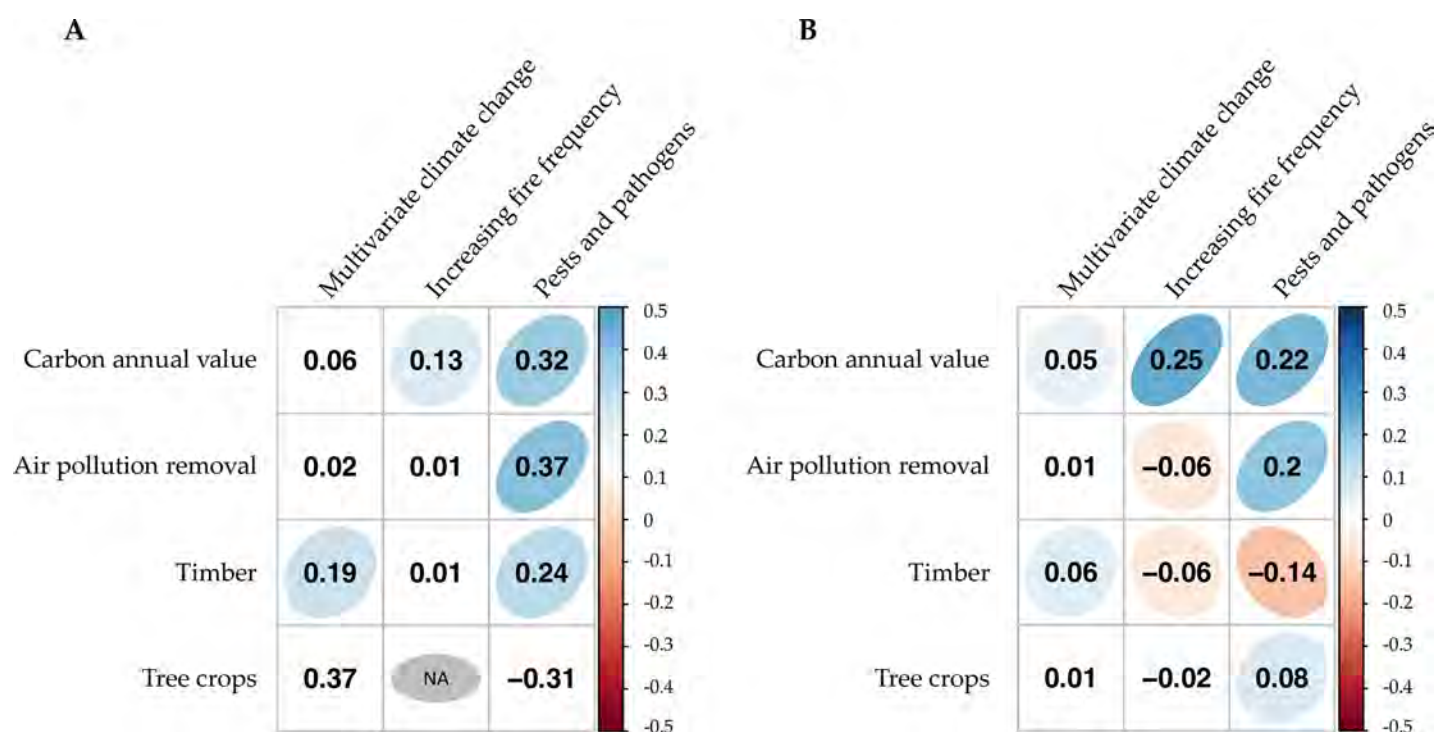 A
Multivariate climate change
Increasing fire frequency
Pests and pathogens
Carbon annual value
0.06
0.13
0.32
Air pollution removal
0.02
0.01
0.37
Timber
0.19
0.01
0.24
Tree crops
0.37
NA
−0.31
0.5
0.4
0.3
0.2
0.1
0
-0.1
-0.2
-0.3
-0.4
-0.5
B
Multivariate climate change
Increasing fire frequency
Pests and pathogens
Carbon annual value
0.05
0.25
0.22
Air pollution removal
0.01
−0.06
0.2
Timber
0.06
−0.06
−0.14
Tree crops
0.01
−0.02
0.08
0.5
0.4
0.3
0.2
0.1
0
-0.1
-0.2
-0.3
-0.4
-0.5